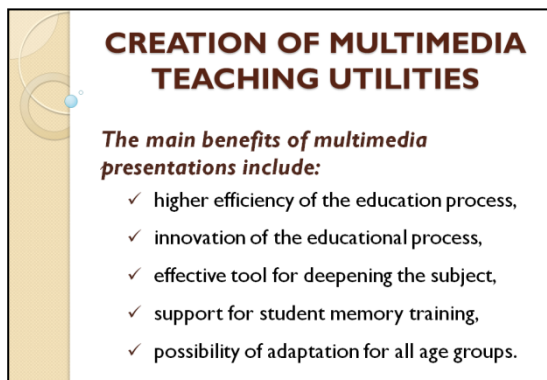 CREATION OF MULTIMEDIA
TEACHING UTILITIES
The main benefits of multimedia
presentations include:
✓ higher efficiency of the education process,
✓ innovation of the educational process,
✓ effective tool for deepening the subject,
✓ support for student memory training,
✓ possibility of adaptation for all age groups.